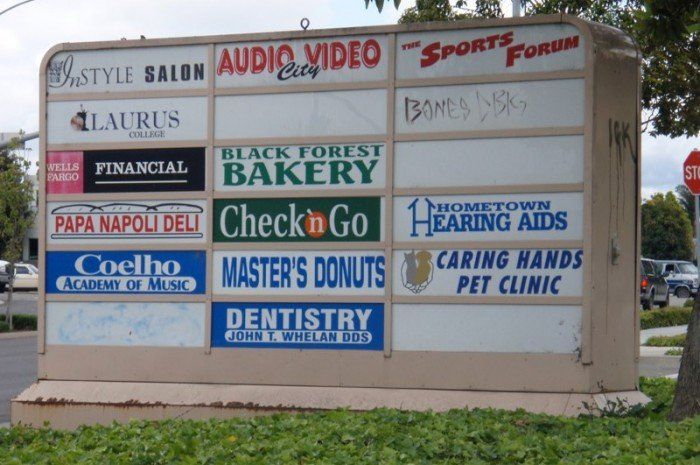 InStyle Salon
AUDIO VIDEO
City
THE SPORTS FORUM
LAURUS
COLLEGE
BONES DBK
WELLS
FARGO
FINANCIAL
BLACK FOREST
BAKERY
PAPA NAPOLI DELI
Check 'n Go
HOMETOWN
HEARING AIDS
Coelho
ACADEMY OF MUSIC
MASTER'S DONUTS
CARING HANDS
PET CLINIC
DENTISTRY
JOHN T. WHELAN DDS